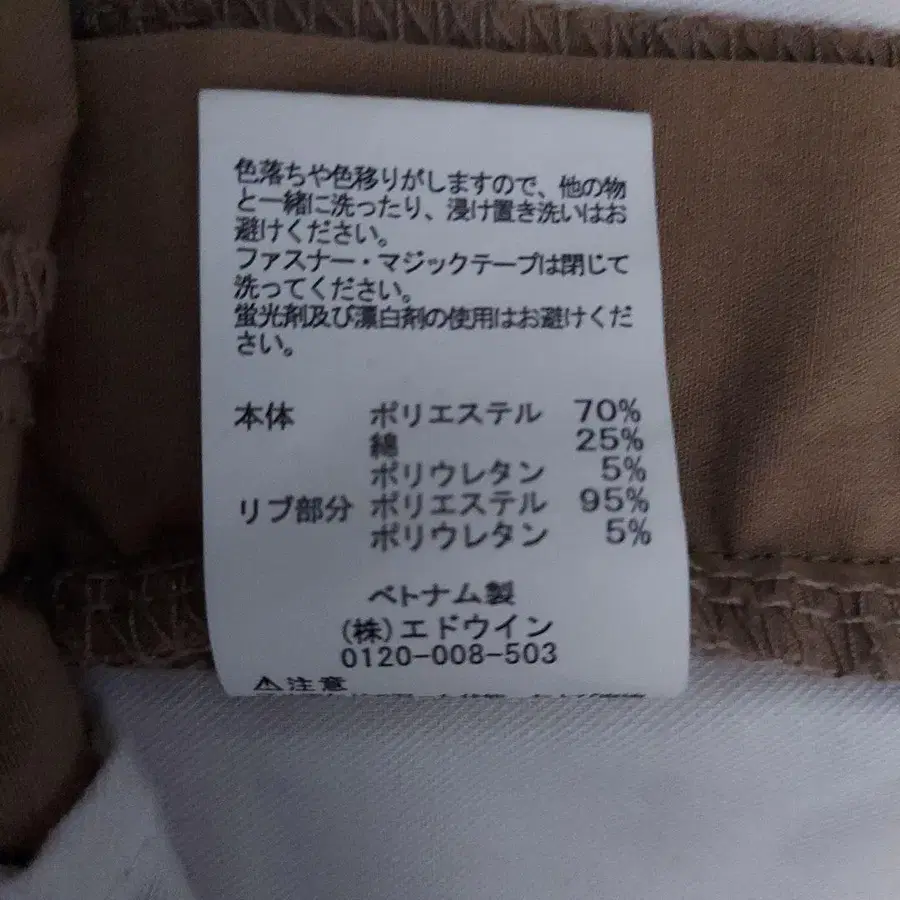 色落ちや色移りがしますので、他の物
と一緒に洗ったり、浸け置き洗いはお
避けください。
ファスナー・マジックテープは閉じて
洗ってください。
蛍光剤及び漂白剤の使用はお避けくだ
さい。
本体 ポリエステル 70%
綿 25%
ポリウレタン 5%
リブ部分 ポリエステル 95%
ポリウレタン 5%
ベトナム製
(株)エドウイン
0120-008-503
⚠注意